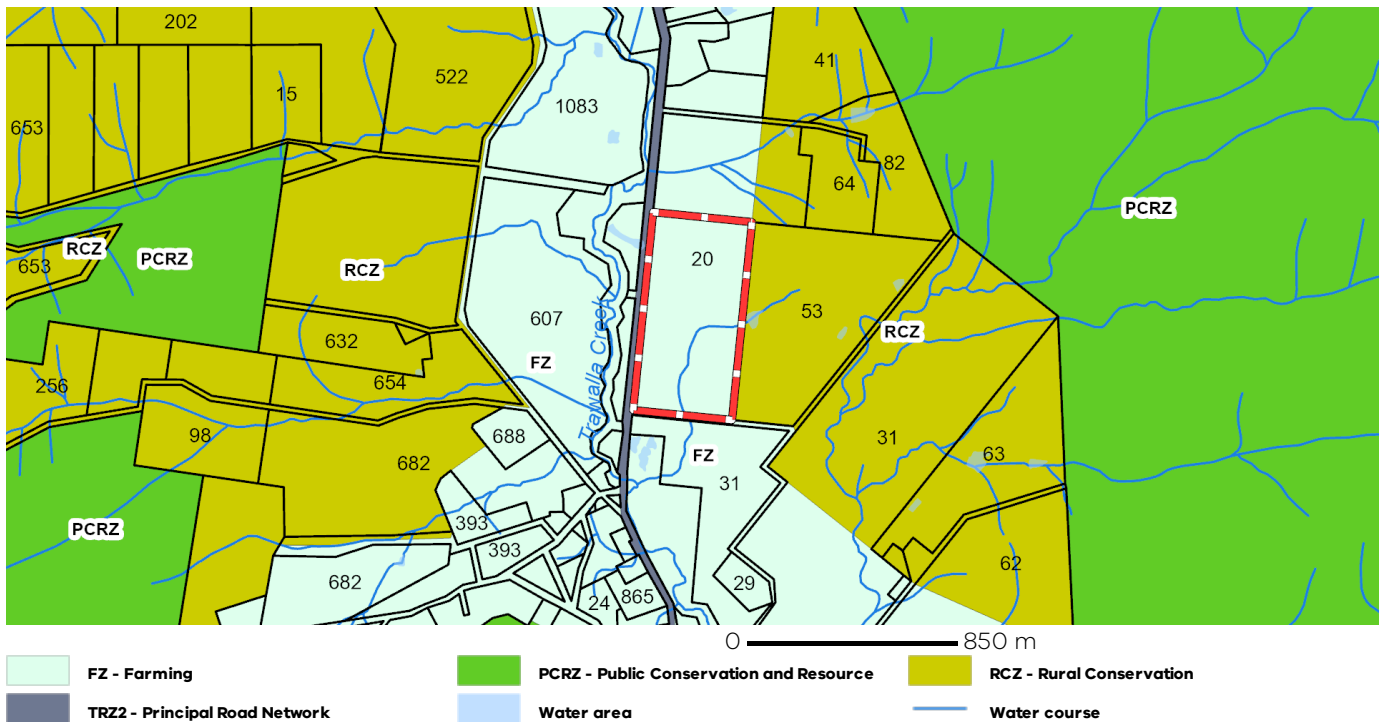 202
41
522
15
1083
653
82
64
PCRZ
RCZ
653
PCRZ
RCZ
20
53
607
RCZ
632
FZ
Trawalla Creek
654
256
98
688
31
682
FZ
63
31
393
PCRZ
393
62
682
29
24
865
0 850 m
FZ - Farming PCRZ - Public Conservation and Resource RCZ - Rural Conservation
TRZ2 - Principal Road Network Water area Water course